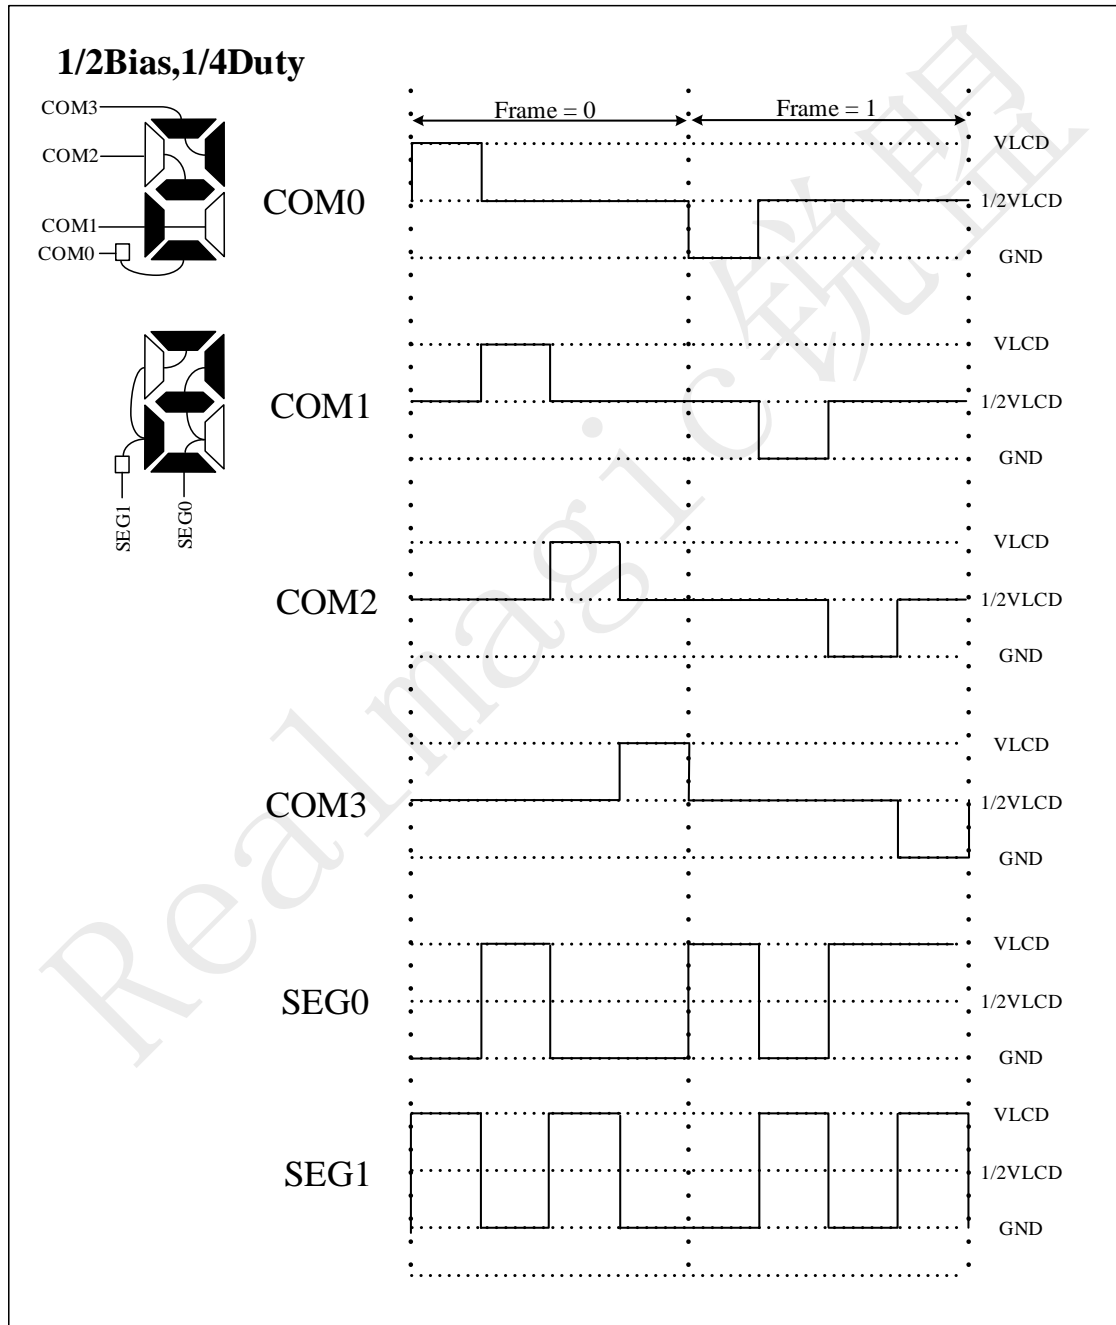 1/2Bias,1/4Duty
COM3
COM2
COM1
COM0
SEG1
SEG0
Frame = 0
Frame = 1
COM0
VLCD
1/2VLCD
GND
COM1
VLCD
1/2VLCD
GND
COM2
VLCD
1/2VLCD
GND
COM3
VLCD
1/2VLCD
GND
SEG0
VLCD
1/2VLCD
GND
SEG1
VLCD
1/2VLCD
GND
Realmagic锐盟